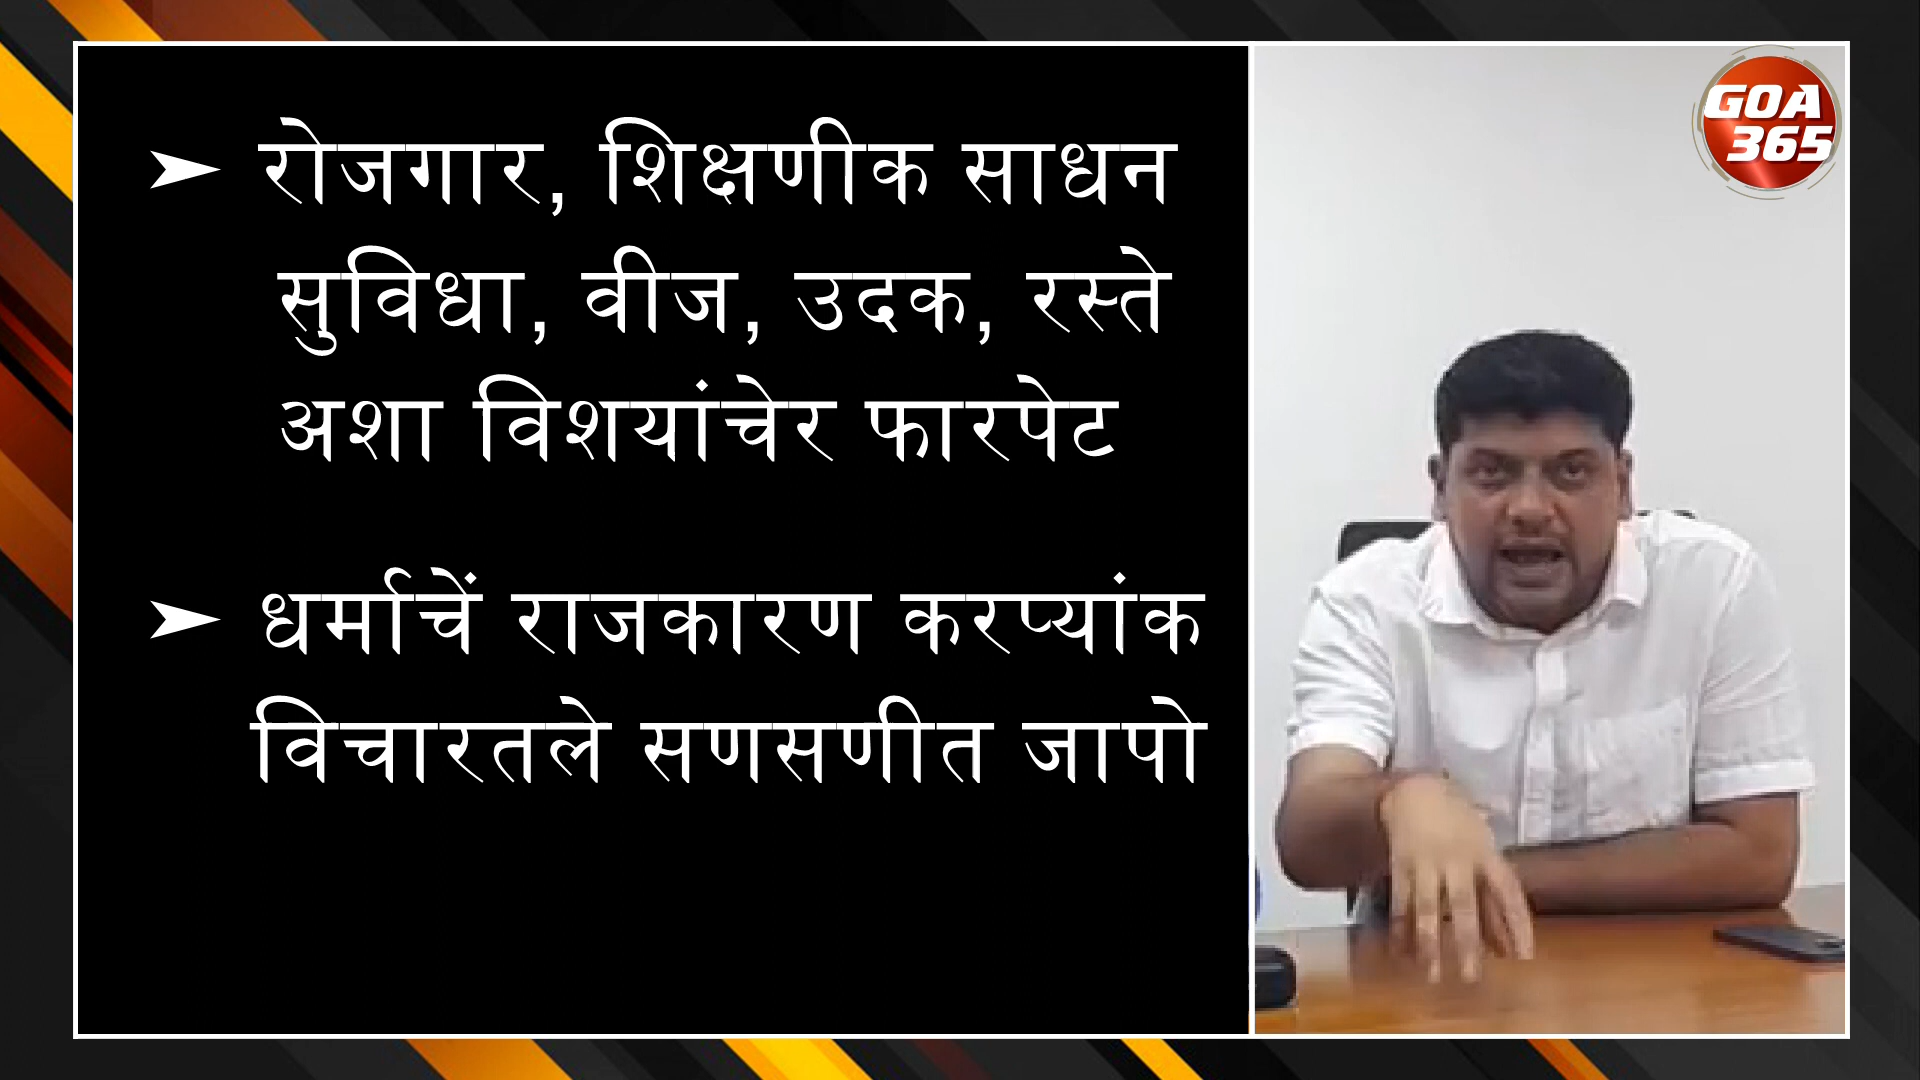 ➤ रोजगार, शिक्षणीक साधन
सुविधा, वीज, उदक, रस्ते
अशा विशयांचेर फारपेट
➤ धर्माचें राजकारण करप्यांक
विचारतले सणसणीत जापो
GOA
365